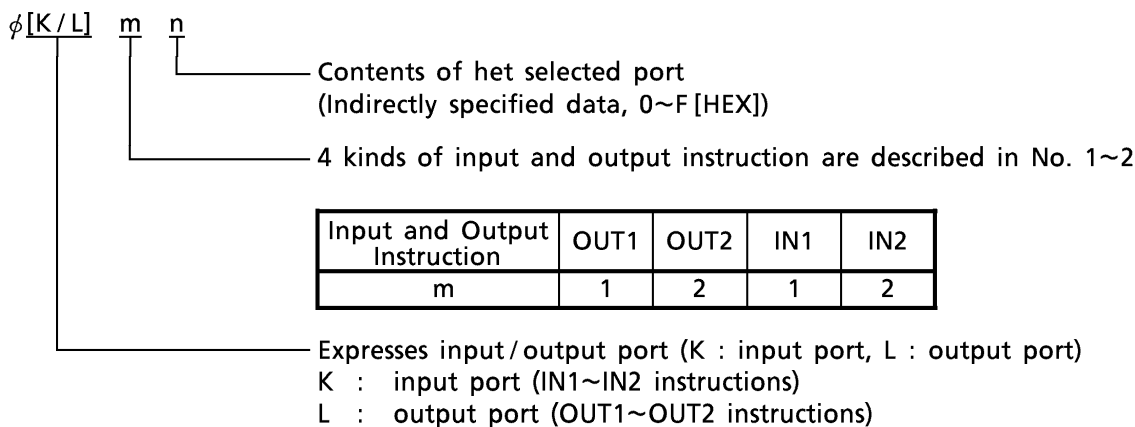 ϕ[K/L] m n
Contents of het selected port
(Indirectly specified data, 0~F[HEX])
4 kinds of input and output instruction are described in No. 1~2
Input and Output Instruction OUT1 OUT2 IN1 IN2
m 1 2 1 2
Expresses input/output port (K : input port, L : output port)
K : input port (IN1~IN2 instructions)
L : output port (OUT1~OUT2 instructions)